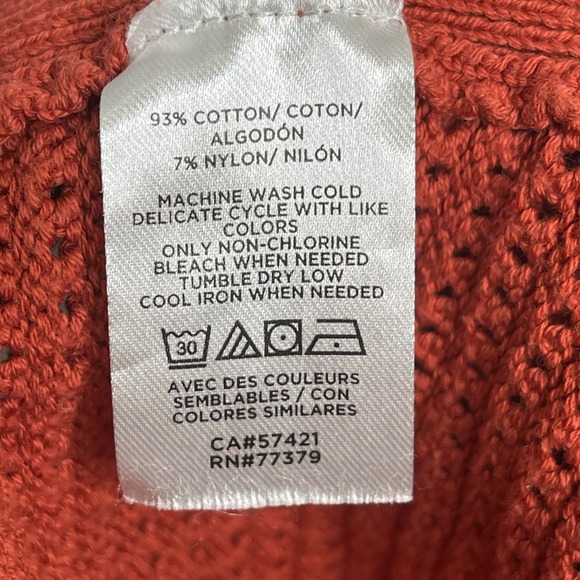 93% COTTON/ COTON/
ALGODÓN
7% NYLON/ NILÓN
MACHINE WASH COLD
DELICATE CYCLE WITH LIKE
COLORS
ONLY NON-CHLORINE
BLEACH WHEN NEEDED
TUMBLE DRY LOW
COOL IRON WHEN NEEDED
30
AVEC DES COULEURS
SEMBLABLES / CON
COLORES SIMILARES
CA#57421
RN#77379